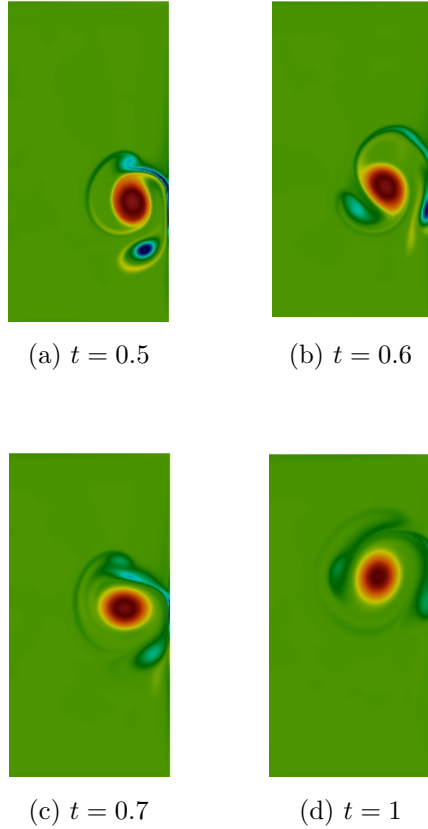 (a) t = 0.5
(b) t = 0.6
(c) t = 0.7
(d) t = 1